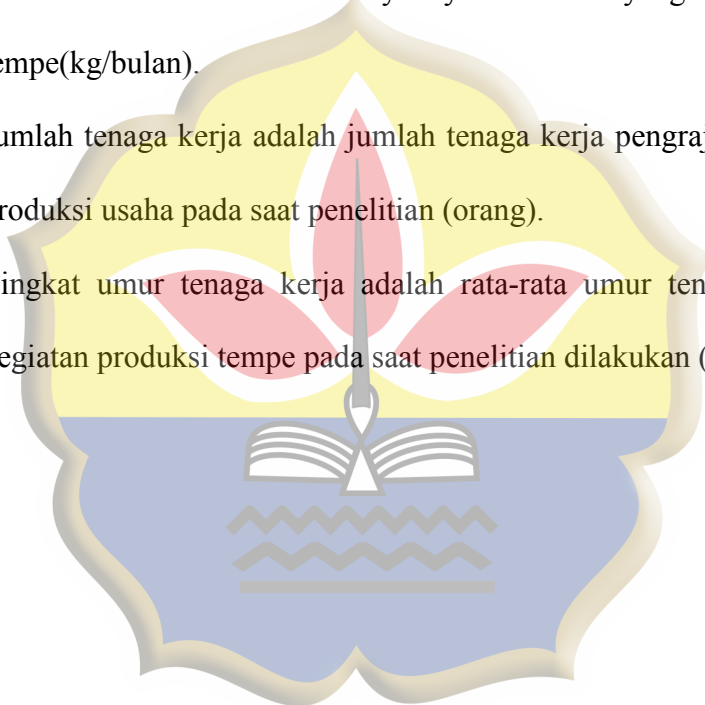 empe(kg/bulan).
umlah tenaga kerja adalah jumlah tenaga kerja pengraj
roduksi usaha pada saat penelitian (orang).
ingkat umur tenaga kerja adalah rata-rata umur ten
egiatan produksi tempe pada saat penelitian dilakukan (